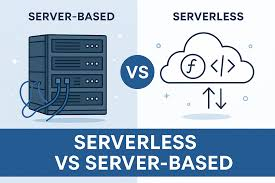 SERVER-BASED
SERVERLESS
VS
ƒ </>
SERVERLESS
VS SERVER-BASED